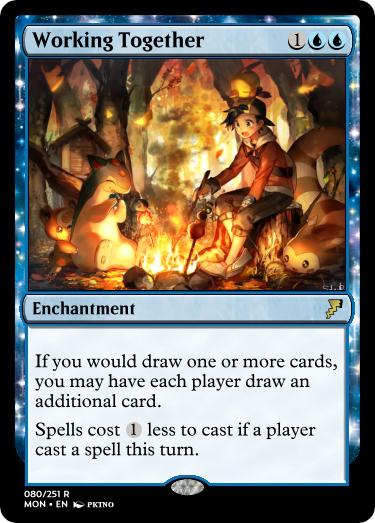 Working Together 1
Enchantment
If you would draw one or more cards,
you may have each player draw an
additional card.
Spells cost 1 less to cast if a player
cast a spell this turn.
080/251 R
MON • EN PKTNO